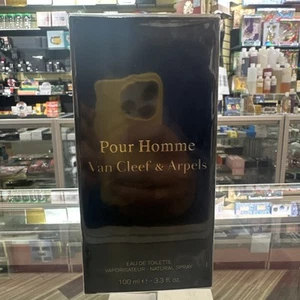 Pour Homme
Van Cleef & Arpels
EAU DE TOILETTE
VAPORISATEUR - NATURAL SPRAY
100 ml e - 3.3 fl. oz.